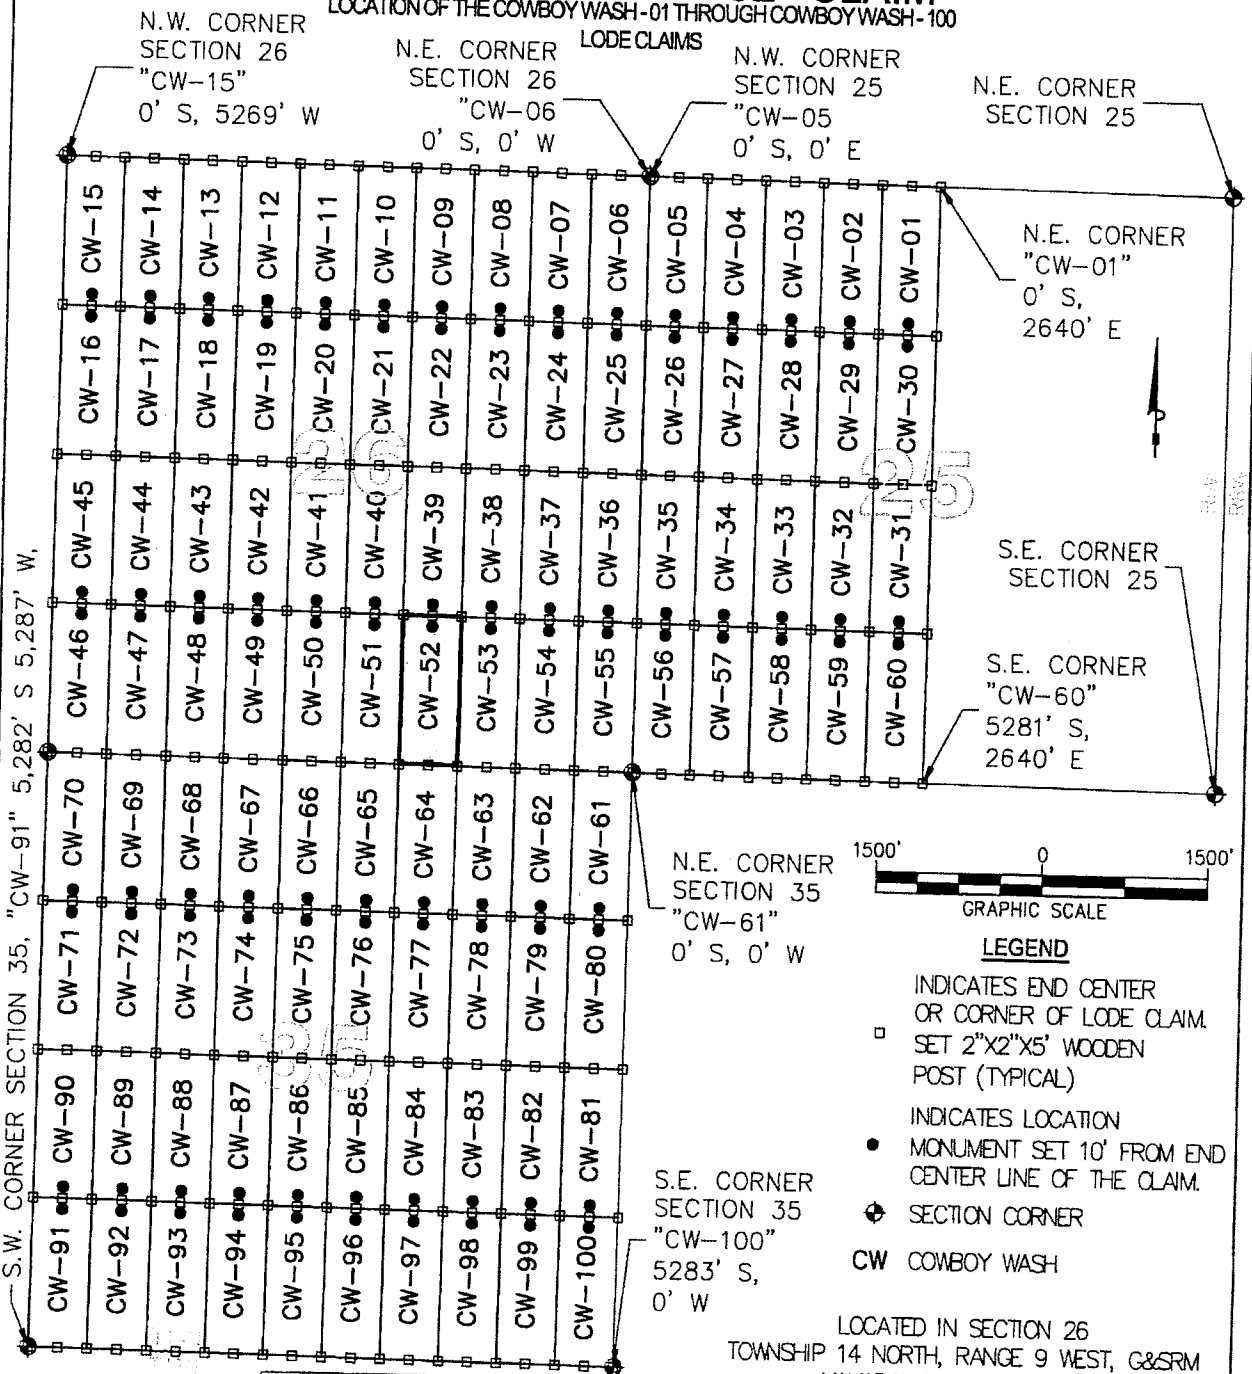 LOCATION OF THE COWBOY WASH-01 THROUGH COWBOY WASH-100
LODE CLAIMS
N.W. CORNER
SECTION 26
"CW-15"
0' S, 5269' W
N.E. CORNER
SECTION 26
"CW-06
0' S, 0' W
N.W. CORNER
SECTION 25
"CW-05
0' S, 0' E
N.E. CORNER
SECTION 25
CW-15 CW-14 CW-13 CW-12 CW-11 CW-10 CW-09 CW-08 CW-07 CW-06 CW-05 CW-04 CW-03 CW-02 CW-01
N.E. CORNER
"CW-01"
0' S,
2640' E
CW-16 CW-17 CW-18 CW-19 CW-20 CW-21 CW-22 CW-23 CW-24 CW-25 CW-26 CW-27 CW-28 CW-29 CW-30
26
25
CW-45 CW-44 CW-43 CW-42 CW-41 CW-40 CW-39 CW-38 CW-37 CW-36 CW-35 CW-34 CW-33 CW-32 CW-31
S.E. CORNER
SECTION 25
CW-46 CW-47 CW-48 CW-49 CW-50 CW-51 CW-52 CW-53 CW-54 CW-55 CW-56 CW-57 CW-58 CW-59 CW-60
S.E. CORNER
"CW-60"
5281' S,
2640' E
CW-70 CW-69 CW-68 CW-67 CW-66 CW-65 CW-64 CW-63 CW-62 CW-61
N.E. CORNER
SECTION 35
"CW-61"
0' S, 0' W
CW-71 CW-72 CW-73 CW-74 CW-75 CW-76 CW-77 CW-78 CW-79 CW-80
35
CW-90 CW-89 CW-88 CW-87 CW-86 CW-85 CW-84 CW-83 CW-82 CW-81
CW-91 CW-92 CW-93 CW-94 CW-95 CW-96 CW-97 CW-98 CW-99 CW-100
S.E. CORNER
SECTION 35
"CW-100"
5283' S,
0' W
S.W. CORNER SECTION 35, "CW-91" 5,282' S 5,287' W,
1500' 0 1500'
GRAPHIC SCALE
LEGEND
INDICATES END CENTER
OR CORNER OF LODE CLAIM.
SET 2"X2"X5' WOODEN
POST (TYPICAL)
INDICATES LOCATION
MONUMENT SET 10' FROM END
CENTER LINE OF THE CLAIM.
SECTION CORNER
CW COWBOY WASH
LOCATED IN SECTION 26
TOWNSHIP 14 NORTH, RANGE 9 WEST, G&SRM